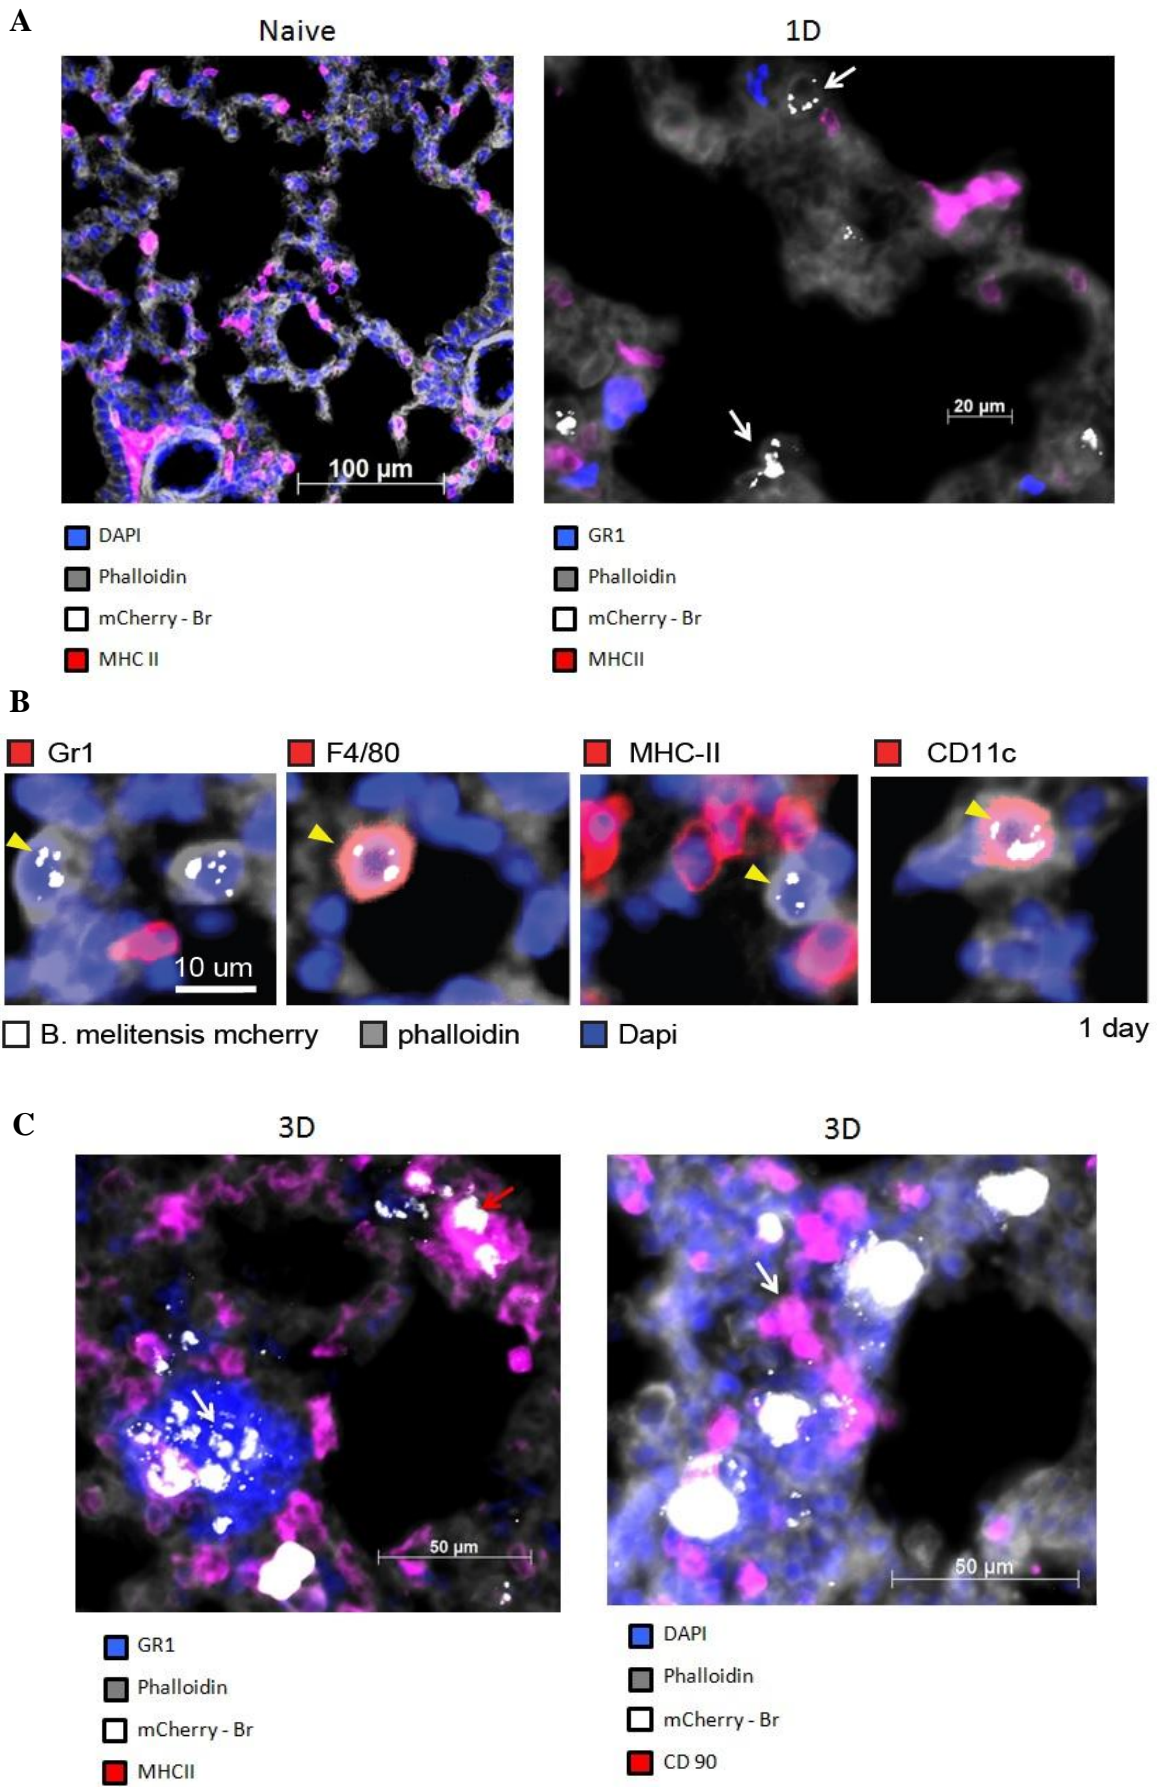 A
Naive
1D
100 µm
20 µm
DAPI
Phalloidin
mCherry - Br
MHC II
GR1
Phalloidin
mCherry - Br
MHCII
B
Gr1
F4/80
MHC-II
CD11c
10 um
B. melitensis mcherry
phalloidin
Dapi
1 day
C
3D
3D
50 µm
50 µm
GR1
Phalloidin
mCherry - Br
MHCII
DAPI
Phalloidin
mCherry - Br
CD 90